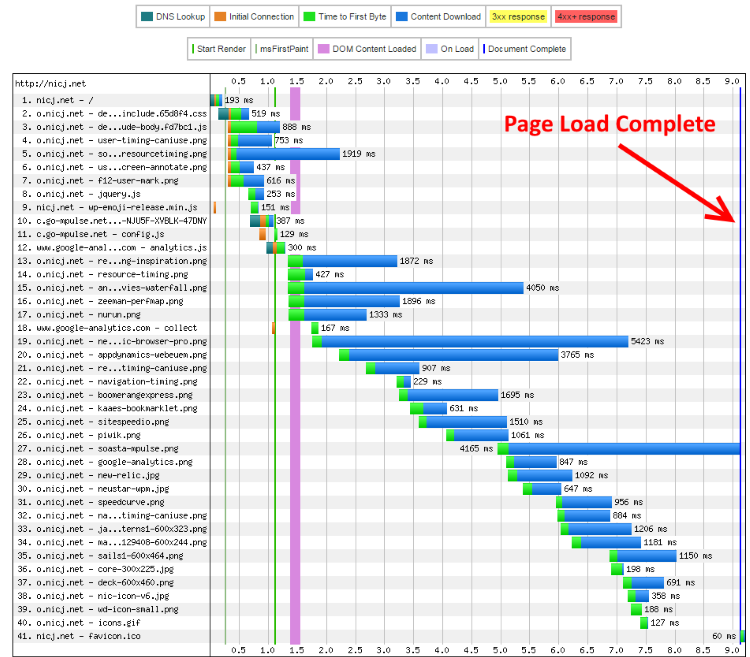 DNS Lookup Initial Connection Time to First Byte Content Download 3xx response 4xx+ response
Start Render msFirstPaint DOM Content Loaded On Load Document Complete
http://nicj.net 0.5 1.0 1.5 2.0 2.5 3.0 3.5 4.0 4.5 5.0 5.5 6.0 6.5 7.0 7.5 8.0 8.5 9.0
1. nicj.net - / 193 ms
2. o.nicj.net - de...include.65d8f4.css 519 ms
Page Load Complete
3. o.nicj.net - de...ude-body.fd7bc1.js 888 ms
4. o.nicj.net - user-timing-caniuse.png 753 ms
5. o.nicj.net - so...resourcetiming.png 1919 ms
6. o.nicj.net - us...creen-annotate.png 437 ms
7. o.nicj.net - f12-user-mark.png 616 ms
8. o.nicj.net - jquery.js 253 ms
9. nicj.net - wp-emoji-release.min.js 151 ms
10. c.go-mpulse.net...-NJU5F-XYBLK-47DNY 387 ms
11. c.go-mpulse.net - config.js 129 ms
12. www.google-anal...com - analytics.js 300 ms
13. o.nicj.net - re...ng-inspiration.png 1872 ms
14. o.nicj.net - resource-timing.png 427 ms
15. o.nicj.net - an...vies-waterfall.png 4050 ms
16. o.nicj.net - zeeman-perfmap.png 1896 ms
17. o.nicj.net - nurun.png 1333 ms
18. www.google-analytics.com - collect 167 ms
19. o.nicj.net - ne...ic-browser-pro.png 5423 ms
20. o.nicj.net - appdynamics-webeuem.png 3765 ms
21. o.nicj.net - re...timing-caniuse.png 907 ms
22. o.nicj.net - navigation-timing.png 229 ms
23. o.nicj.net - boomerangexpress.png 1695 ms
24. o.nicj.net - kaaes-bookmarklet.png 631 ms
25. o.nicj.net - sitespeedio.png 1510 ms
26. o.nicj.net - piwik.png 1061 ms
27. o.nicj.net - soasta-mpulse.png 4165 ms
28. o.nicj.net - google-analytics.png 847 ms
29. o.nicj.net - new-relic.jpg 1092 ms
30. o.nicj.net - neustar-wpm.jpg 647 ms
31. o.nicj.net - speedcurve.png 956 ms
32. o.nicj.net - na...timing-caniuse.png 884 ms
33. o.nicj.net - ja...terns1-600x323.png 1206 ms
34. o.nicj.net - ma...129408-600x244.png 1181 ms
35. o.nicj.net - sails1-600x464.png 1150 ms
36. o.nicj.net - core-300x225.jpg 198 ms
37. o.nicj.net - deck-600x460.png 691 ms
38. o.nicj.net - nic-icon-v6.jpg 358 ms
39. o.nicj.net - wd-icon-small.png 188 ms
40. o.nicj.net - icons.gif 127 ms
41. nicj.net - favicon.ico 60 ms
0.5 1.0 1.5 2.0 2.5 3.0 3.5 4.0 4.5 5.0 5.5 6.0 6.5 7.0 7.5 8.0 8.5 9.0